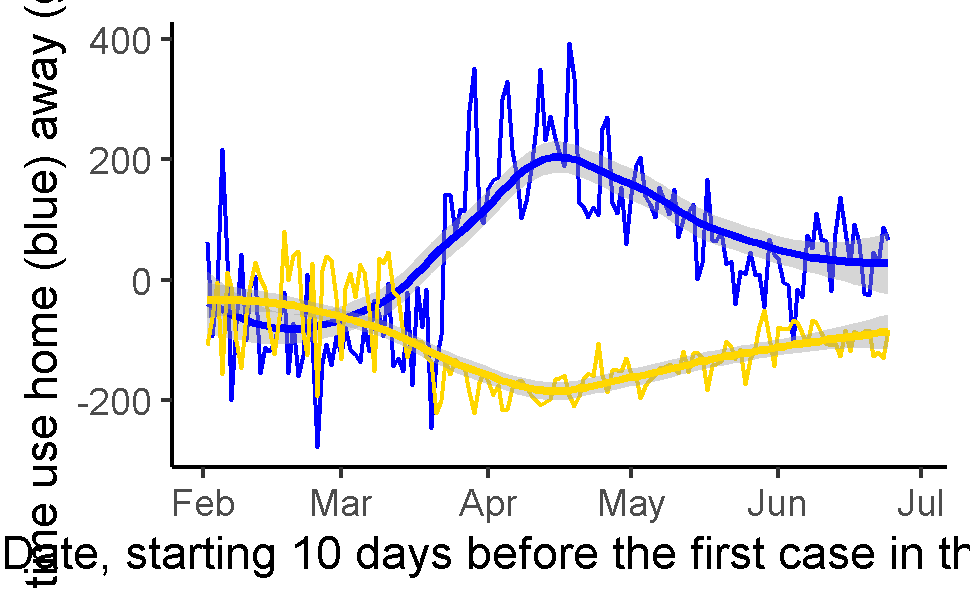 time use home (blue) away (
400
200
0
-200
Feb Mar Apr May Jun Jul
Date, starting 10 days before the first case in th